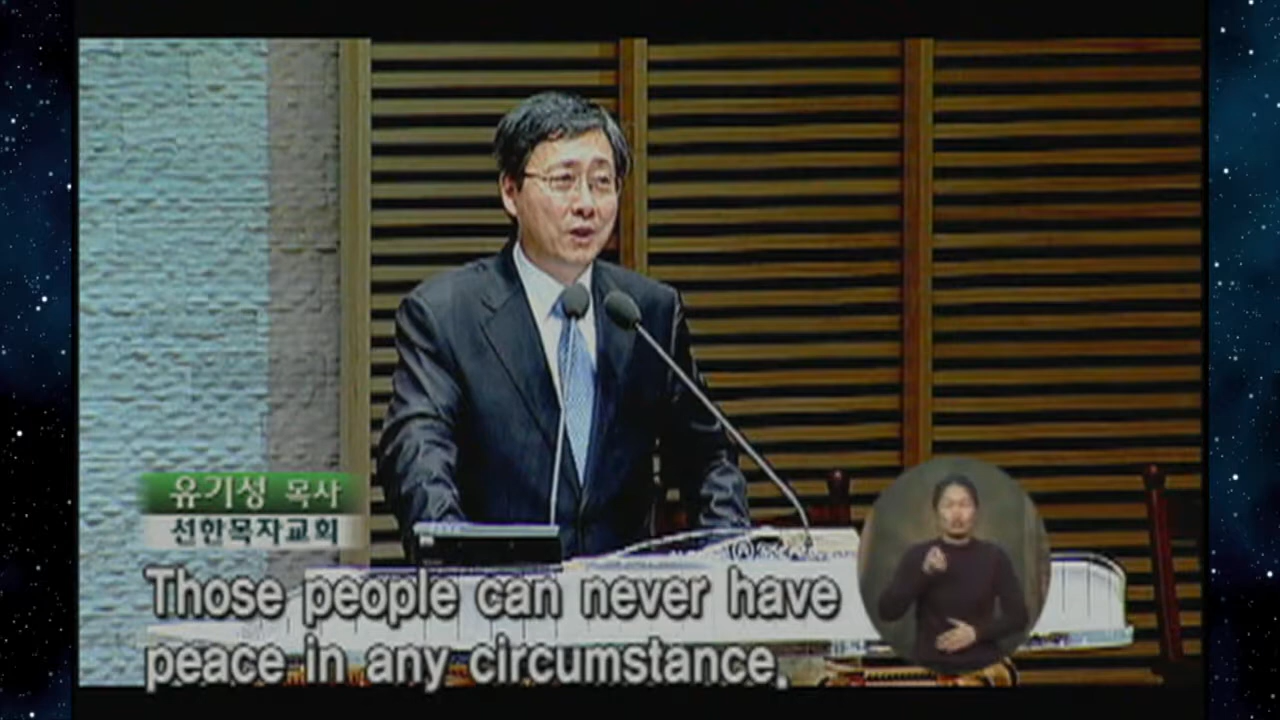 유기성 목사
선한목자교회
Those people can never have
peace in any circumstance.